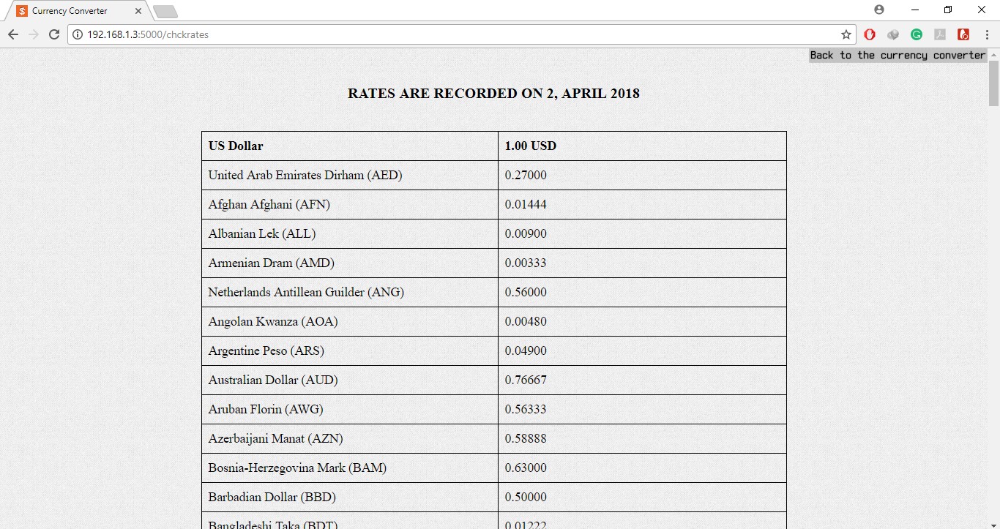 Currency Converter
192.168.1.3:5000/chckrates
Back to the currency converter
RATES ARE RECORDED ON 2, APRIL 2018
US Dollar 1.00 USD
United Arab Emirates Dirham (AED) 0.27000
Afghan Afghani (AFN) 0.01444
Albanian Lek (ALL) 0.00900
Armenian Dram (AMD) 0.00333
Netherlands Antillean Guilder (ANG) 0.56000
Angolan Kwanza (AOA) 0.00480
Argentine Peso (ARS) 0.04900
Australian Dollar (AUD) 0.76667
Aruban Florin (AWG) 0.56333
Azerbaijani Manat (AZN) 0.58888
Bosnia-Herzegovina Mark (BAM) 0.63000
Barbadian Dollar (BBD) 0.50000
Bangladeshi Taka (BDT) 0.01222